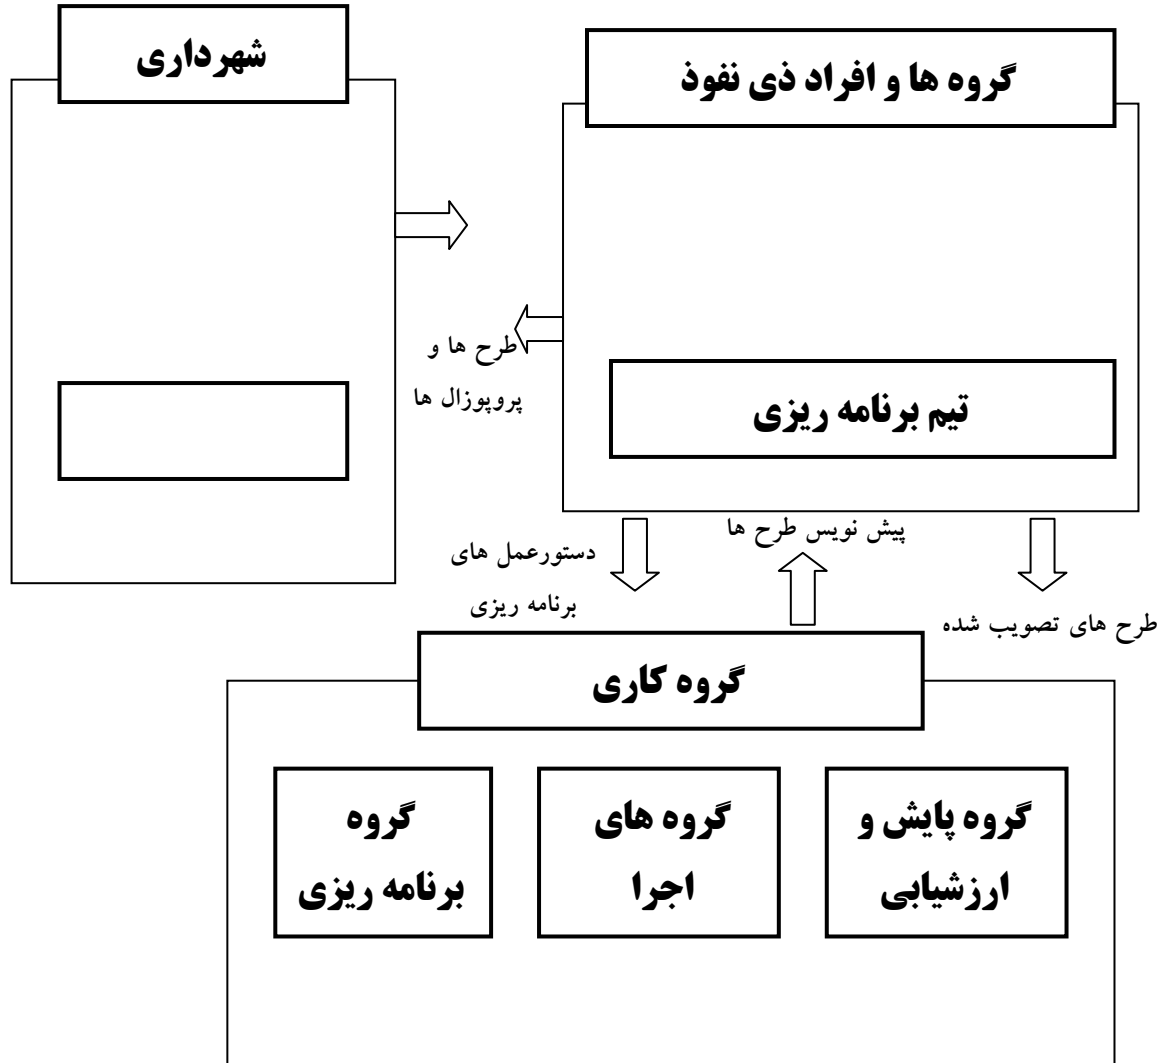 شهرداری
گروه ها و افراد ذی نفوذ
طرح ها و
پروپوزال ها
تیم برنامه ریزی
پیش نویس طرح ها
دستورعمل های
برنامه ریزی
طرح های تصویب شده
گروه کاری
گروه پایش و
ارزشیابی
گروه های
اجرا
گروه
برنامه ریزی